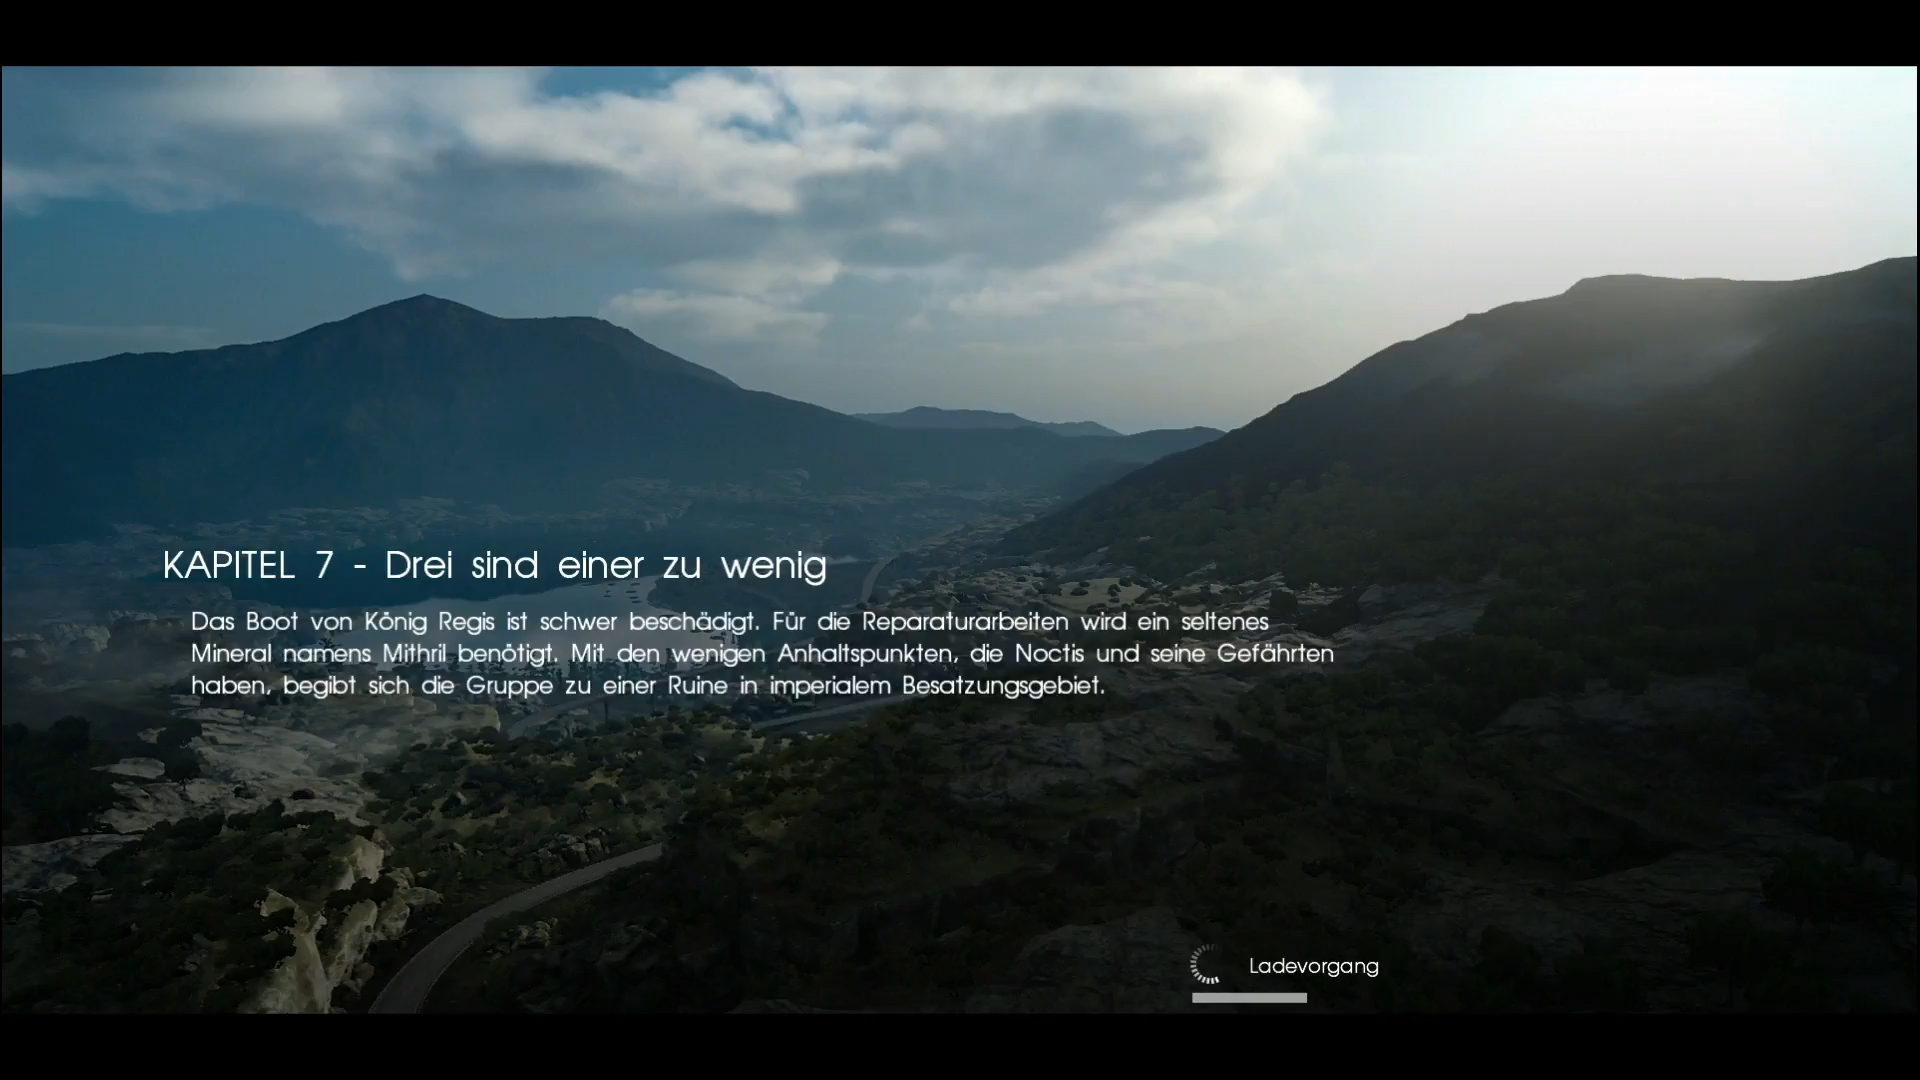 KAPITEL 7 - Drei sind einer zu wenig
Das Boot von König Regis ist schwer beschädigt. Für die Reparaturarbeiten wird ein seltenes
Mineral namens Mithril benötigt. Mit den wenigen Anhaltspunkten, die Noctis und seine Gefährten
haben, begibt sich die Gruppe zu einer Ruine in imperialem Besatzungsgebiet.
Ladevorgang